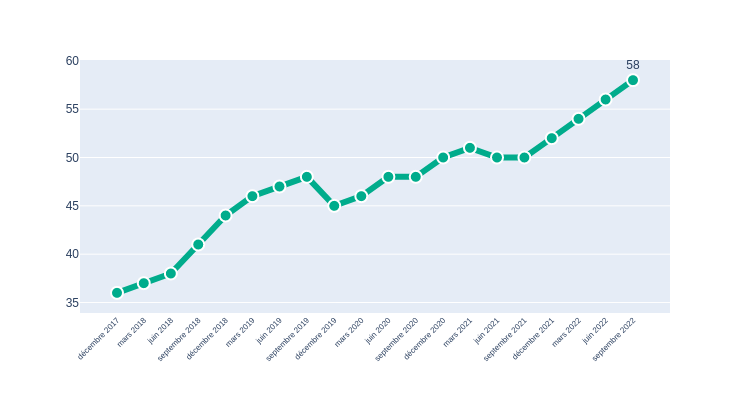 60
58
55
50
45
40
35
décembre 2017
mars 2018
juin 2018
septembre 2018
décembre 2018
mars 2019
juin 2019
septembre 2019
décembre 2019
mars 2020
juin 2020
septembre 2020
décembre 2020
mars 2021
juin 2021
septembre 2021
décembre 2021
mars 2022
juin 2022
septembre 2022